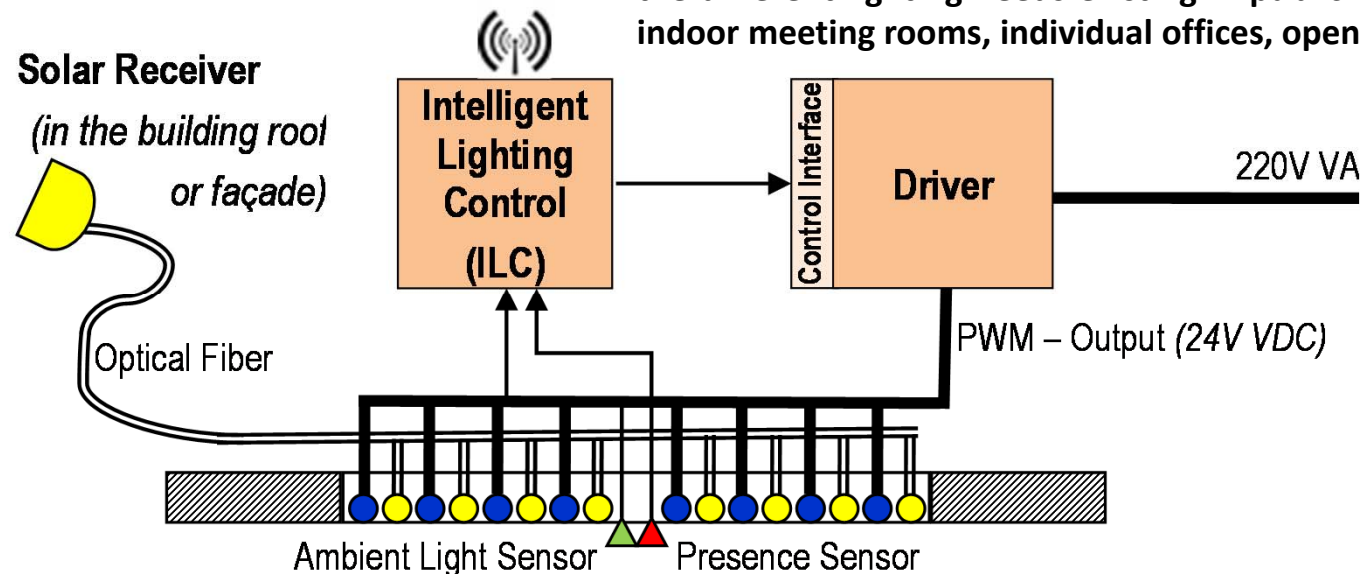 indoor meeting rooms, individual offices, open
Solar Receiver
(in the building roof
or façade)
Intelligent
Lighting
Control
(ILC)
Control Interface
Driver
220V VA
Optical Fiber
PWM – Output (24V VDC)
Ambient Light Sensor
Presence Sensor